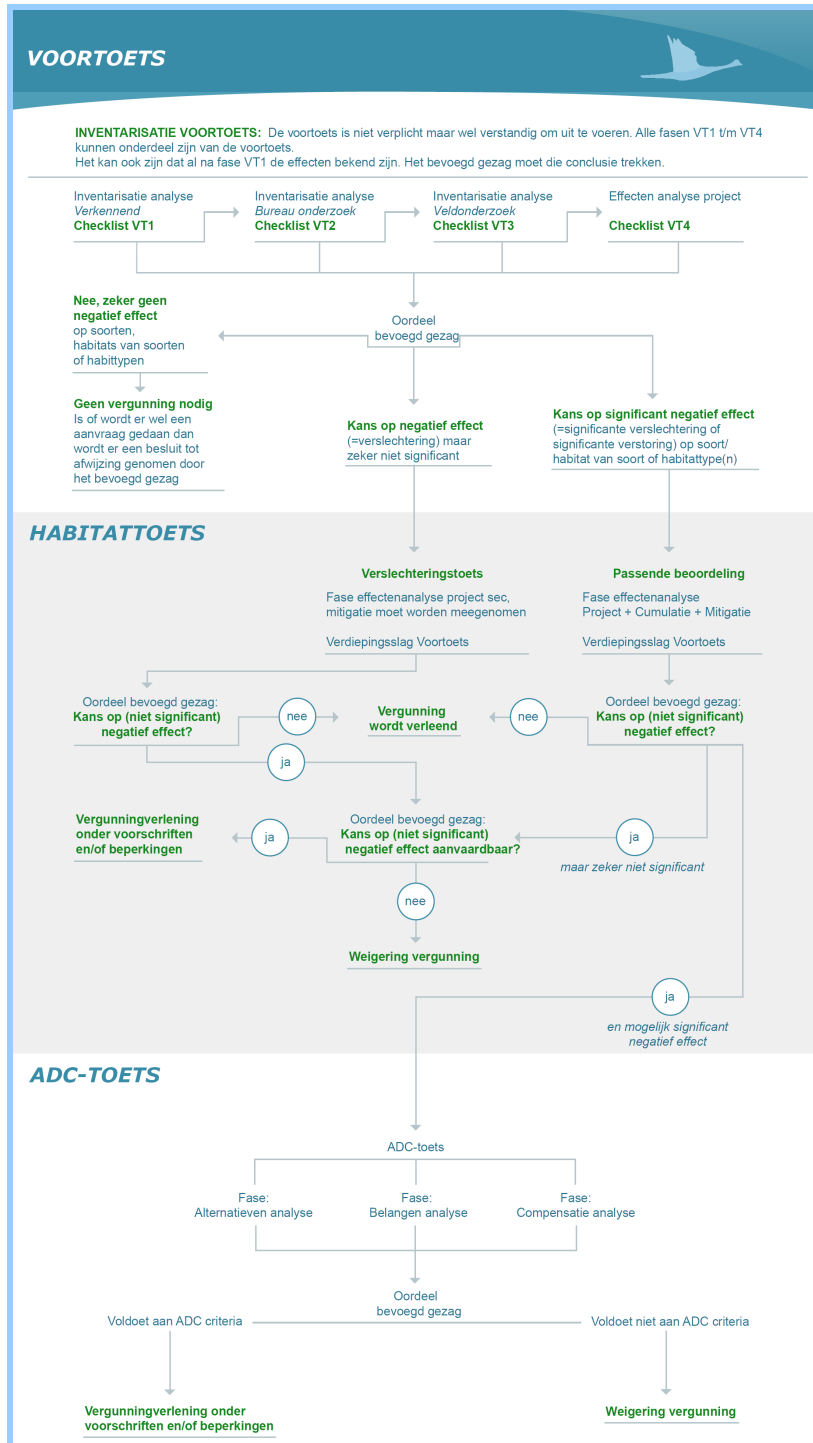 VOORTOETS
INVENTARISATIE VOORTOETS: De voortoets is niet verplicht maar wel verstandig om uit te voeren. Alle fasen VT1 t/m VT4
kunnen onderdeel zijn van de voortoets.
Het kan ook zijn dat al na fase VT1 de effecten bekend zijn. Het bevoegd gezag moet die conclusie trekken.
Inventarisatie analyse
Verkennend
Checklist VT1
Inventarisatie analyse
Bureau onderzoek
Checklist VT2
Inventarisatie analyse
Veldonderzoek
Checklist VT3
Effecten analyse project
Checklist VT4
Nee, zeker geen
negatief effect
op soorten,
habitats van soorten
of habittypen
Oordeel
bevoegd gezag
Geen vergunning nodig
Is of wordt er wel een
aanvraag gedaan dan
wordt er een besluit tot
afwijzing genomen door
het bevoegd gezag
Kans op negatief effect
(=verslechtering) maar
zeker niet significant
Kans op significant negatief effect
(=significante verslechtering of
significante verstoring) op soort/
habitat van soort of habitattype(n)
HABITATTOETS
Verslechteringstoets
Fase effectenanalyse project sec,
mitigatie moet worden meegenomen
Verdiepingsslag Voortoets
Passende beoordeling
Fase effectenanalyse
Project + Cumulatie + Mitigatie
Verdiepingsslag Voortoets
Oordeel bevoegd gezag:
Kans op (niet significant)
negatief effect?
nee
Vergunning
wordt verleend
nee
Oordeel bevoegd gezag:
Kans op (niet significant)
negatief effect?
ja
Vergunningverlening
onder voorschriften
en/of beperkingen
ja
Oordeel bevoegd gezag:
Kans op (niet significant)
negatief effect aanvaardbaar?
ja
maar zeker niet significant
nee
Weigering vergunning
ja
en mogelijk significant
negatief effect
ADC-TOETS
ADC-toets
Fase:
Alternatieven analyse
Fase:
Belangen analyse
Fase:
Compensatie analyse
Oordeel
bevoegd gezag
Voldoet aan ADC criteria
Voldoet niet aan ADC criteria
Vergunningverlening onder
voorschriften en/of beperkingen
Weigering vergunning